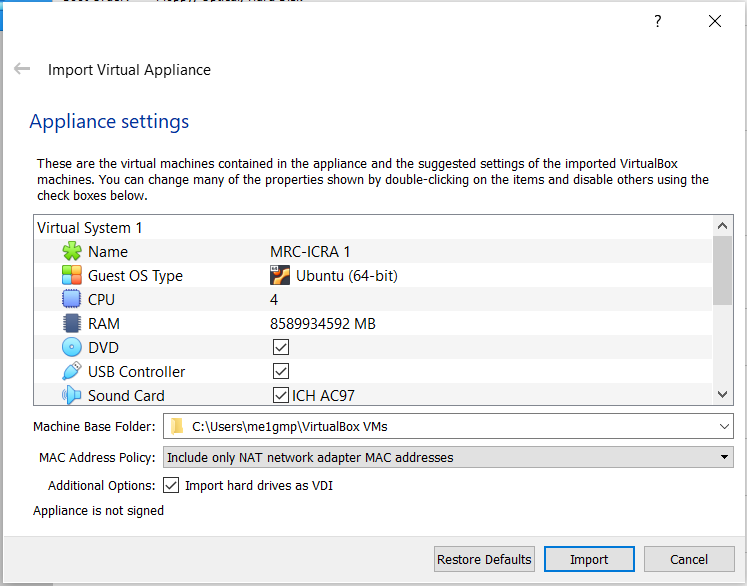 ?
Import Virtual Appliance
Appliance settings
These are the virtual machines contained in the appliance and the suggested settings of the imported VirtualBox
machines. You can change many of the properties shown by double-clicking on the items and disable others using the
check boxes below.
Virtual System 1
Name MRC-ICRA 1
Guest OS Type Ubuntu (64-bit)
CPU 4
RAM 8589934592 MB
DVD
USB Controller
Sound Card ICH AC97
Machine Base Folder: C:\Users\me1gmp\VirtualBox VMs
MAC Address Policy: Include only NAT network adapter MAC addresses
Additional Options: Import hard drives as VDI
Appliance is not signed
Restore Defaults Import Cancel